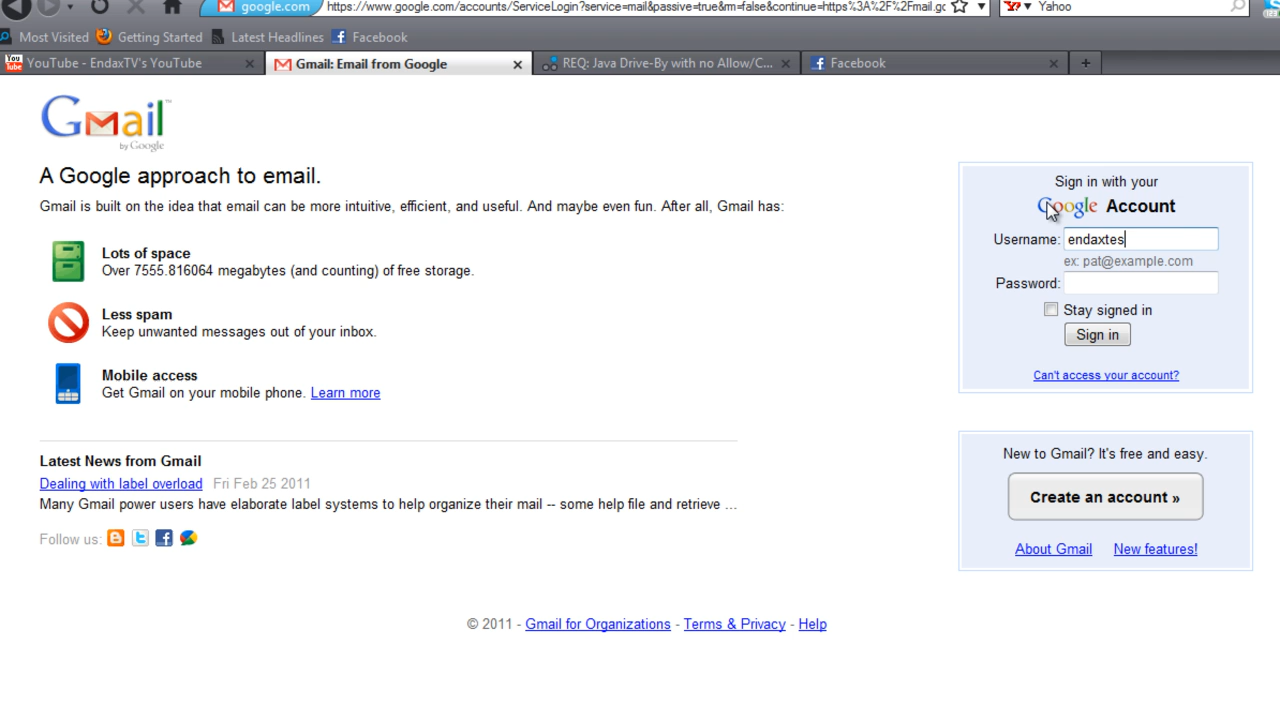 google.com
https://www.google.com/accounts/ServiceLogin?service=mail&passive=true&rm=false&continue=https%3A%2F%2Fmail.gc
Yahoo
Most Visited
Getting Started
Latest Headlines
Facebook
You Tube
YouTube - EndaxTV's YouTube
Gmail: Email from Google
REQ: Java Drive-By with no Allow/C...
Facebook
Gmail™
by Google
A Google approach to email.
Gmail is built on the idea that email can be more intuitive, efficient, and useful. And maybe even fun. After all, Gmail has:
Lots of space
Over 7555.816064 megabytes (and counting) of free storage.
Less spam
Keep unwanted messages out of your inbox.
Mobile access
Get Gmail on your mobile phone. Learn more
Latest News from Gmail
Dealing with label overload Fri Feb 25 2011
Many Gmail power users have elaborate label systems to help organize their mail -- some help file and retrieve ...
Follow us:
Sign in with your
Google Account
Username: endaxtes
ex: pat@example.com
Password:
Stay signed in
Sign in
Can't access your account?
New to Gmail? It's free and easy.
Create an account »
About Gmail New features!
© 2011 - Gmail for Organizations - Terms & Privacy - Help